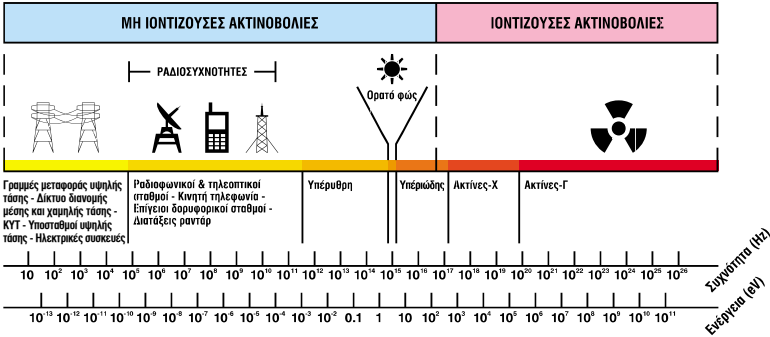 ΜΗ ΙΟΝΤΙΖΟΥΣΕΣ ΑΚΤΙΝΟΒΟΛΙΕΣ
ΙΟΝΤΙΖΟΥΣΕΣ ΑΚΤΙΝΟΒΟΛΙΕΣ
ΡΑΔΙΟΣΥΧΝΟΤΗΤΕΣ
Ορατό φώς
Γραμμές μεταφοράς υψηλής
τάσης - Δίκτυο διανομής
μέσης και χαμηλής τάσης -
ΚΥΤ - Υποσταθμοί υψηλής
τάσης - Ηλεκτρικές συσκευές
Ραδιοφωνικοί & τηλεοπτικοί
σταθμοί - Κινητή τηλεφωνία -
Επίγειοι δορυφορικοί σταθμοί -
Διατάξεις ραντάρ
Υπέρυθρη
Υπέριώδης
Ακτίνες-Χ
Ακτίνες-Γ
10 10² 10³ 10⁴ 10⁵ 10⁶ 10⁷ 10⁸ 10⁹ 10¹⁰ 10¹¹ 10¹² 10¹³ 10¹⁴ 10¹⁵ 10¹⁶ 10¹⁷ 10¹⁸ 10¹⁹ 10²⁰ 10²¹ 10²² 10²³ 10²⁴ 10²⁵ 10²⁶
Συχνότητα (Hz)
10⁻¹³ 10⁻¹² 10⁻¹¹ 10⁻¹⁰ 10⁻⁹ 10⁻⁸ 10⁻⁷ 10⁻⁶ 10⁻⁵ 10⁻⁴ 10⁻³ 10⁻² 0.1 1 10 10² 10³ 10⁴ 10⁵ 10⁶ 10⁷ 10⁸ 10⁹ 10¹⁰ 10¹¹
Ενέργεια (eV)